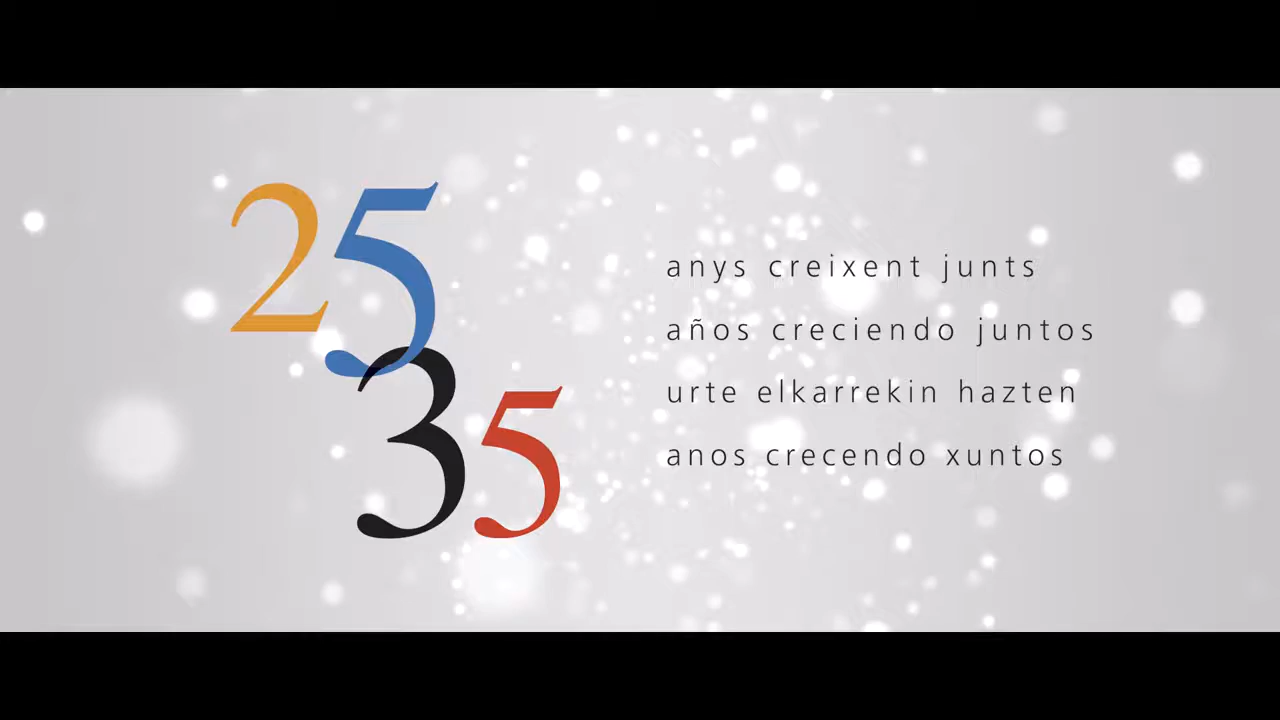 25
35
anys creixent junts
años creciendo juntos
urte elkarrekin hazten
anos crecendo xuntos